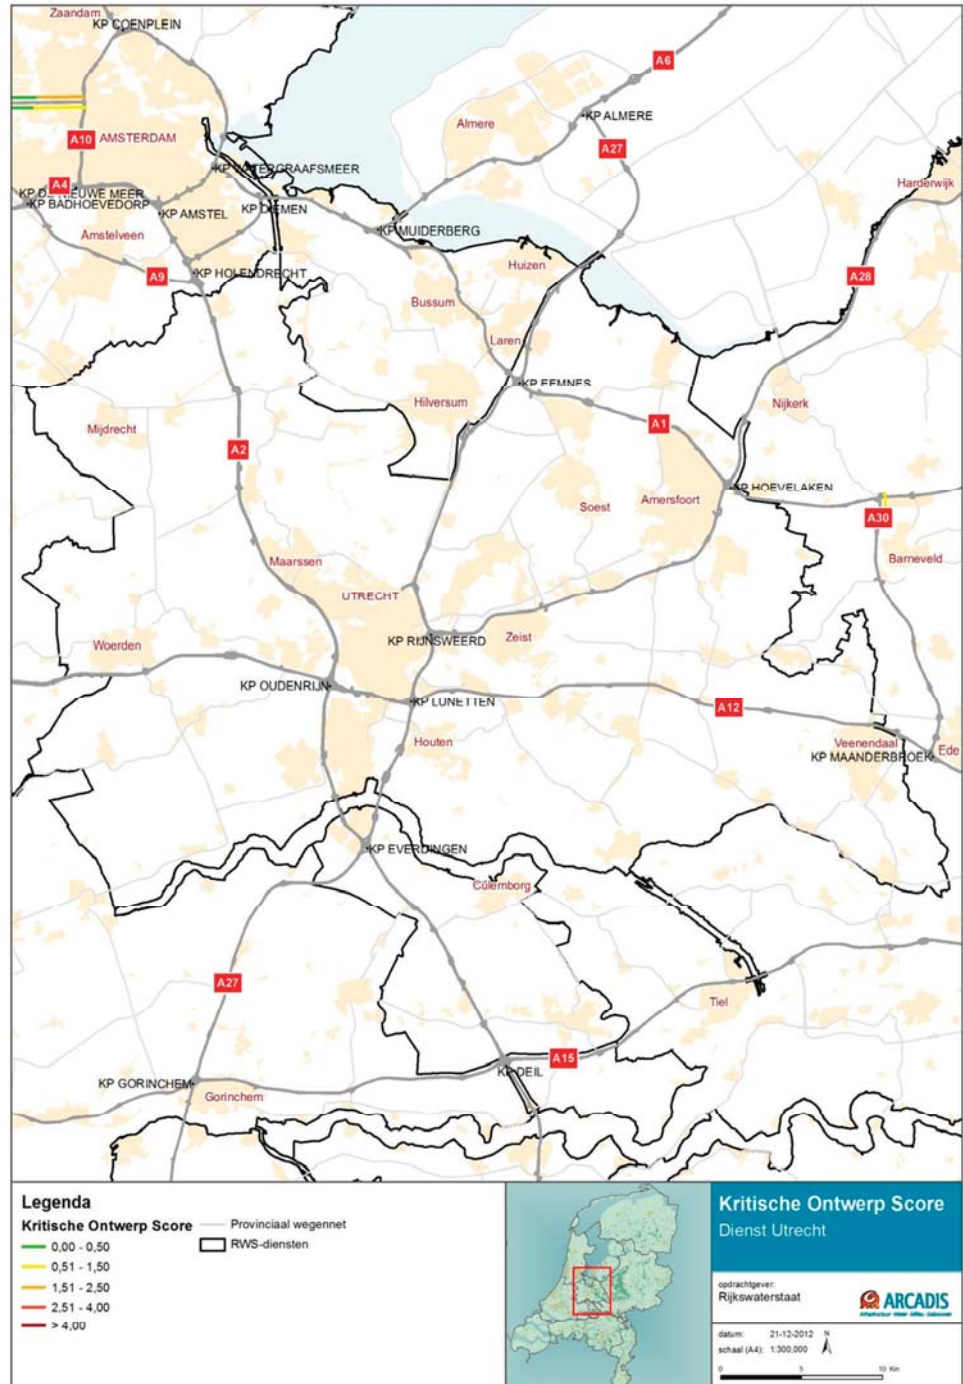 Zaandam
KP COENPLEIN
A6
Almere
KP ALMERE
A10
AMSTERDAM
A27
KP WATERGRAAFSMEER
A4
Harderwijk
KP DE NIEUWE MEER
KP BADHOEVEDORP
KP AMSTEL
KP DIEMEN
KP MUIDERBERG
Amstelveen
Huizen
A9
KP HOLENDRECHT
A28
Bussum
Laren
KP EEMNES
Hilversum
Nijkerk
A1
Mijdrecht
A2
KP HOEVELAKEN
Amersfoort
Soest
A30
Barneveld
Maarssen
UTRECHT
KP RIJNSWEERD
Zeist
Woerden
KP OUDENRIJN
KP LUNETTEN
A12
Houten
Veenendaal
Ede
KP MAANDERBROEK
KP EVERDINGEN
Culemborg
A27
Tiel
A15
KP DEIL
KP GORINCHEM
Gorinchem
Legenda
Kritische Ontwerp Score
Provinciaal wegennet
RWS-diensten
0,00 - 0,50
0,51 - 1,50
1,51 - 2,50
2,51 - 4,00
> 4,00
Kritische Ontwerp Score
Dienst Utrecht
opdrachtgever:
Rijkswaterstaat
ARCADIS
Infrastructuur Water Milieu Gebouwen
datum: 21-12-2012
N
schaal (A4): 1:300,000
0 5 10 Km